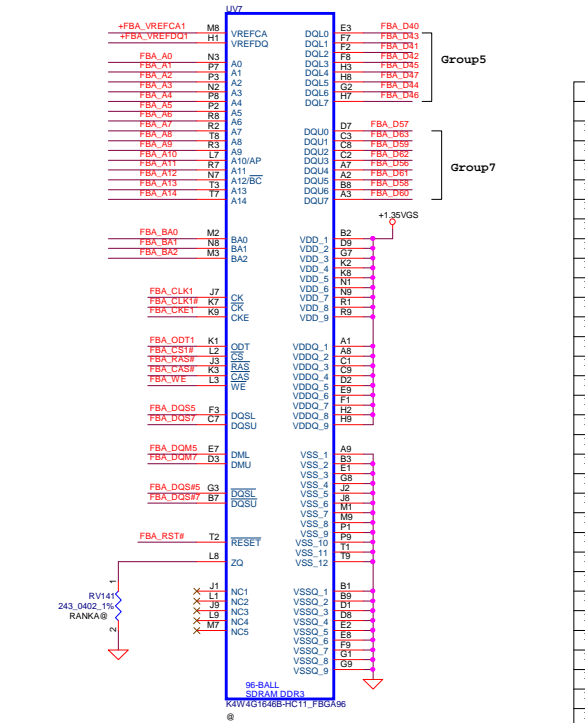 UV7
+FBA_VREFCA1 M8 VREFCA DQL0 E3 FBA_D40
+FBA_VREFDQ1 H1 VREFDQ DQL1 F7 FBA_D43
DQL2 F2 FBA_D41
FBA_A0 N3 A0 DQL3 F8 FBA_D42
FBA_A1 P7 A1 DQL4 H3 FBA_D45
FBA_A2 P3 A2 DQL5 H8 FBA_D47
FBA_A3 N2 A3 DQL6 G2 FBA_D44
FBA_A4 P8 A4 DQL7 H7 FBA_D46
Group5
FBA_A5 P2 A5
FBA_A6 R8 A6
FBA_A7 R2 A7 DQU0 D7 FBA_D57
FBA_A8 T8 A8 DQU1 C3 FBA_D63
FBA_A9 R3 A9 DQU2 C8 FBA_D59
FBA_A10 L7 A10/AP DQU3 C2 FBA_D62
FBA_A11 R7 A11 DQU4 A7 FBA_D56
FBA_A12 N7 A12/BC DQU5 A2 FBA_D61
FBA_A13 T3 A13 DQU6 B8 FBA_D58
FBA_A14 T7 A14 DQU7 A3 FBA_D60
Group7
+1.35VGS
FBA_BA0 M2 BA0 VDD_1 B2
FBA_BA1 N8 BA1 VDD_2 D9
FBA_BA2 M3 BA2 VDD_3 G7
VDD_4 K2
VDD_5 K8
VDD_6 N1
FBA_CLK1 J7 CK VDD_7 N9
FBA_CLK1# K7 CK VDD_8 R1
FBA_CKE1 K9 CKE VDD_9 R9
FBA_ODT1 K1 ODT VDDQ_1 A1
FBA_CS1# L2 CS VDDQ_2 A8
FBA_RAS# J3 RAS VDDQ_3 C1
FBA_CAS# K3 CAS VDDQ_4 C9
FBA_WE L3 WE VDDQ_5 D2
VDDQ_6 E9
VDDQ_7 F1
FBA_DQS5 F3 DQSL VDDQ_8 H2
FBA_DQS7 C7 DQSU VDDQ_9 H9
FBA_DQM5 E7 DML VSS_1 A9
FBA_DQM7 D3 DMU VSS_2 B3
VSS_3 E1
VSS_4 G8
FBA_DQS#5 G3 DQSL VSS_5 J2
FBA_DQS#7 B7 DQSU VSS_6 J8
VSS_7 M1
VSS_8 M9
VSS_9 P1
FBA_RST# T2 RESET VSS_10 P9
VSS_11 T1
L8 ZQ VSS_12 T9
1
RV141
243_0402_1%
RANKA@
2
J1 NC1 VSSQ_1 B1
L1 NC2 VSSQ_2 B9
J9 NC3 VSSQ_3 D1
L9 NC4 VSSQ_4 D8
M7 NC5 VSSQ_5 E2
VSSQ_6 E8
VSSQ_7 F9
VSSQ_8 G1
VSSQ_9 G9
96-BALL
SDRAM DDR3
K4W4G1646B-HC11_FBGA96
@